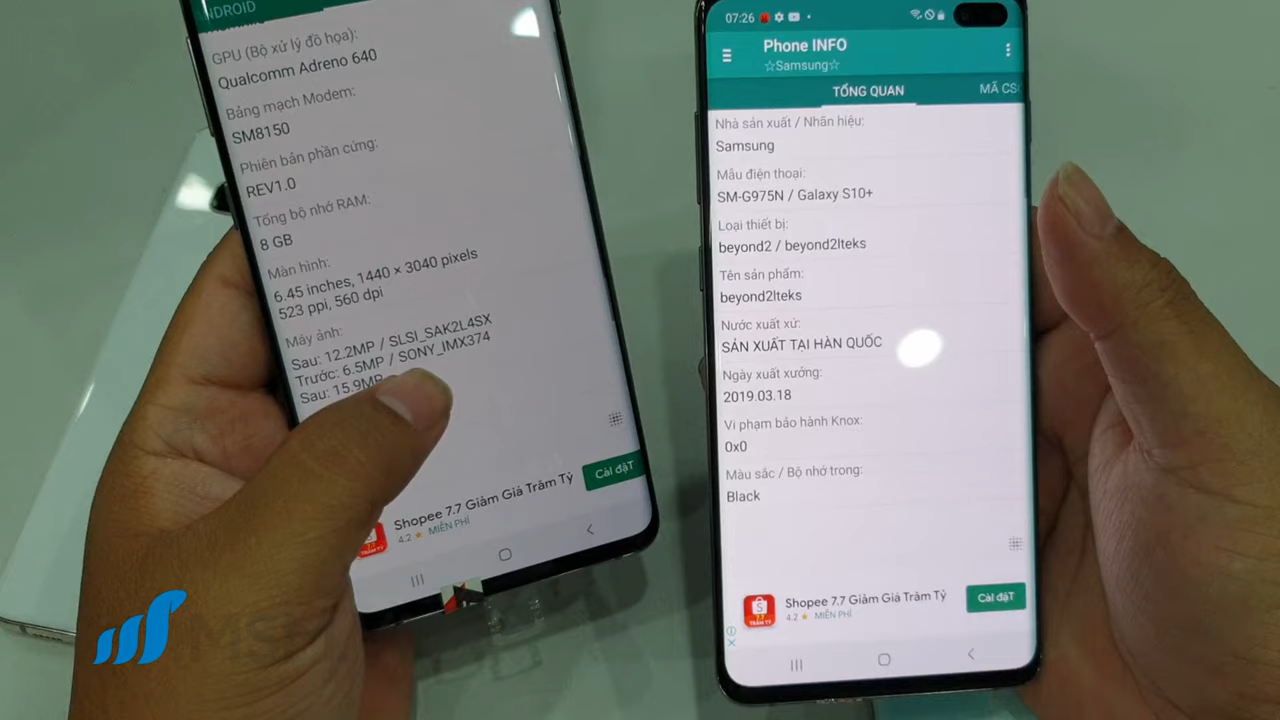 NDROID
GPU (Bộ xử lý đồ họa):
Qualcomm Adreno 640
Bảng mạch Modem:
SM8150
Phiên bản phần cứng:
REV1.0
Tổng bộ nhớ RAM:
8 GB
Màn hình:
6.45 inches, 1440 × 3040 pixels
523 ppi, 560 dpi
Máy ảnh:
Sau: 12.2MP / SLSI_SAK2L4SX
Trước: 6.5MP / SONY_IMX374
Sau: 15.9MP
Shopee 7.7 Giảm Giá Trăm Tỷ
4.2 ★ MIỄN PHÍ
Cài đặT
07:26
Phone INFO
☆Samsung☆
TỔNG QUAN
MÃ CS
Nhà sản xuất / Nhãn hiệu:
Samsung
Mẫu điện thoại:
SM-G975N / Galaxy S10+
Loại thiết bị:
beyond2 / beyond2lteks
Tên sản phẩm:
beyond2lteks
Nước xuất xứ:
SẢN XUẤT TẠI HÀN QUỐC
Ngày xuất xưởng:
2019.03.18
Vi phạm bảo hành Knox:
0x0
Màu sắc / Bộ nhớ trong:
Black
Shopee 7.7 Giảm Giá Trăm Tỷ
4.2 ★ MIỄN PHÍ
Cài đặT